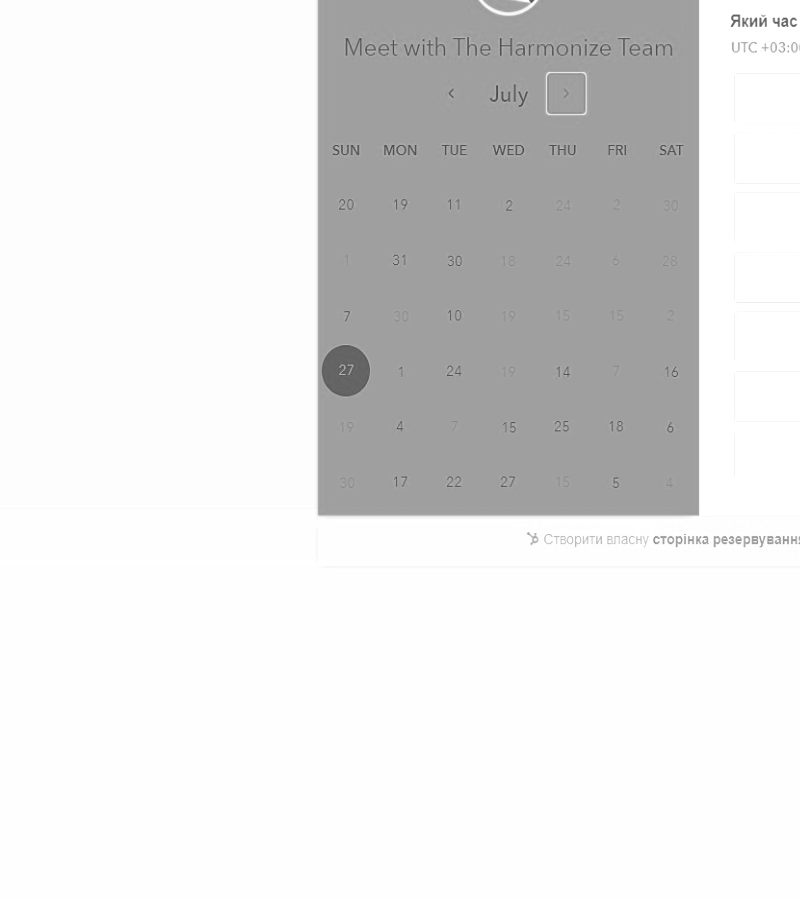 Meet with The Harmonize Team
July
SUN MON TUE WED THU FRI SAT
20 19 11 2 24 2 30
1 31 30 18 24 6 28
7 30 10 19 15 15 2
27 1 24 19 14 7 16
19 4 7 15 25 18 6
30 17 22 27 15 5 4
Який час
UTC +03:0
Створити власну сторінка резервування